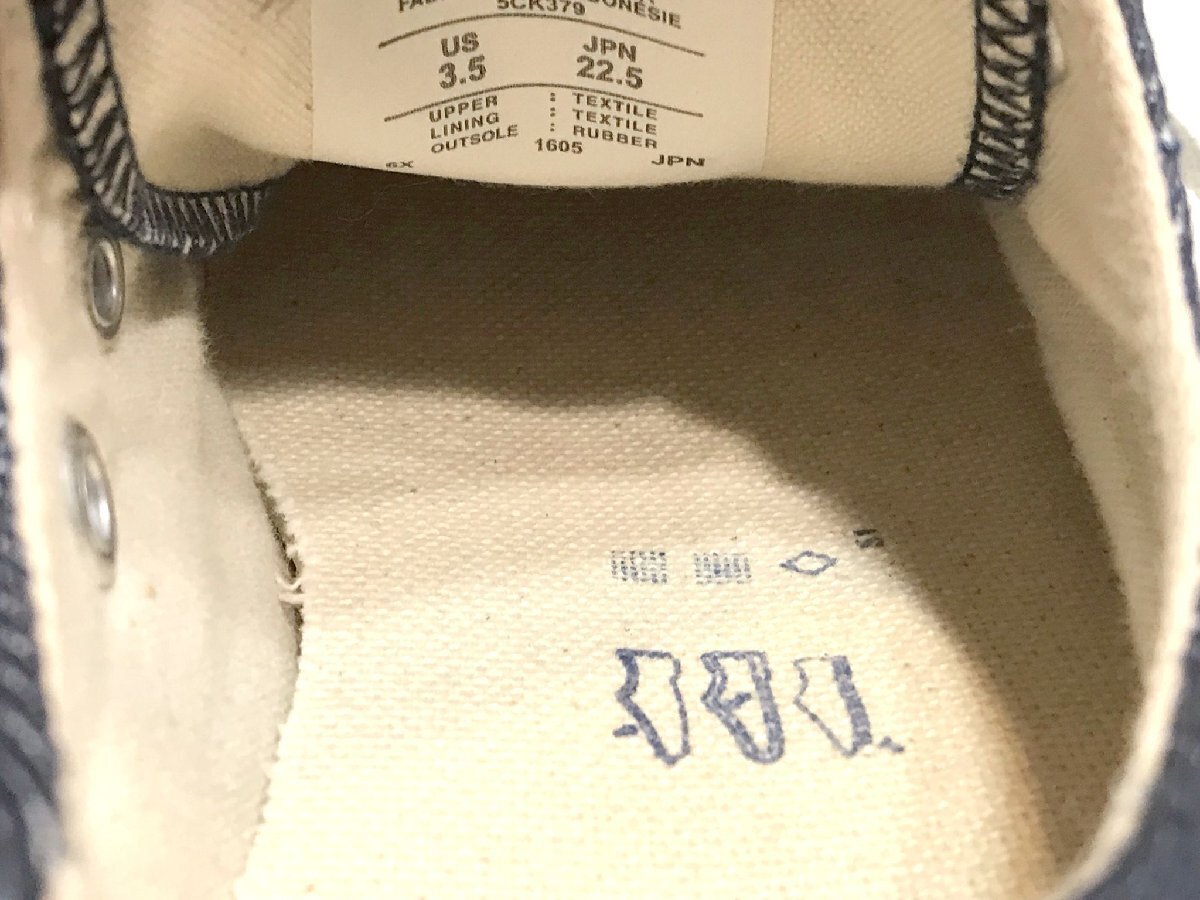 5CK379
US JPN
3.5 22.5
UPPER : TEXTILE
LINING : TEXTILE
OUTSOLE : RUBBER
1605
JPN